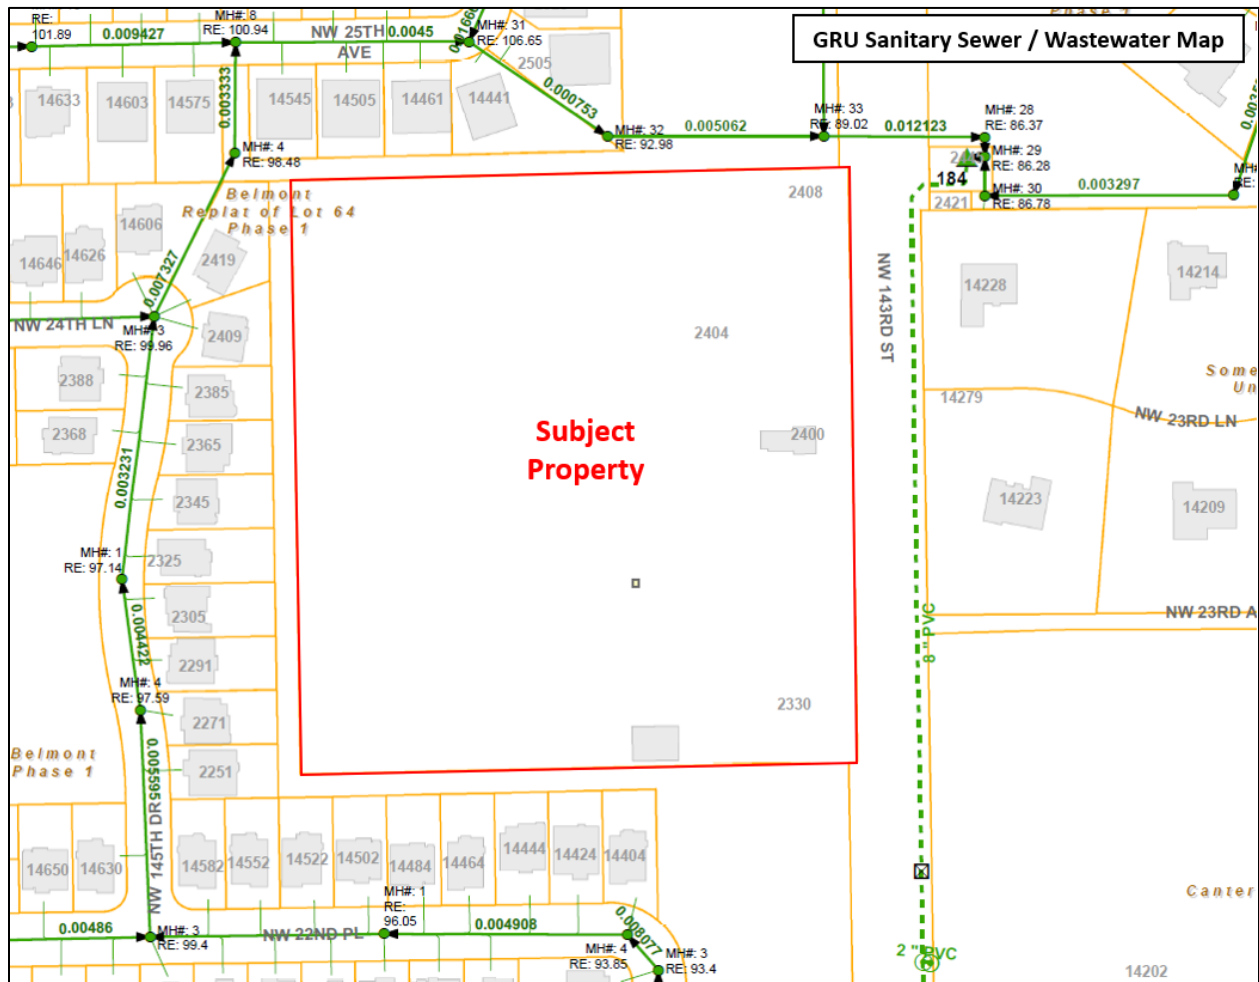 GRU Sanitary Sewer / Wastewater Map
RE:
101.89
0.009427
MH#: 8
RE: 100.94
NW 25TH
AVE
0.0045
MH#: 31
RE: 106.65
2505
14633
14603
14575
0.003333
14545
14505
14461
14441
0.000753
MH#: 32
RE: 92.98
0.005062
MH#: 33
RE: 89.02
0.012123
MH#: 28
RE: 86.37
MH#: 29
RE: 86.28
184
MH#: 30
RE: 86.78
2421
0.003297
MH#: 4
RE: 98.48
Belmont
Replat of Lot 64
Phase 1
2408
14606
14646
14626
2419
0.007327
NW 24TH LN
MH#: 3
RE: 99.96
2409
2404
NW 143RD ST
14228
14214
2388
2385
14279
Some
Un
NW 23RD LN
2368
2365
Subject
Property
2400
0.003231
2345
14223
14209
MH#: 1
RE: 97.14
2325
2305
0.004422
8 " PVC
NW 23RD A
2291
MH#: 4
RE: 97.59
2271
2330
Belmont
Phase 1
2251
0.005595
NW 145TH DR
14650
14630
14582
14552
14522
14502
14484
14464
14444
14424
14404
Canter
MH#: 1
RE:
96.05
0.00486
MH#: 3
RE: 99.4
NW 22ND PL
0.004908
0.008077
MH#: 4
RE: 93.85
MH#: 3
RE: 93.4
2 " PVC
14202